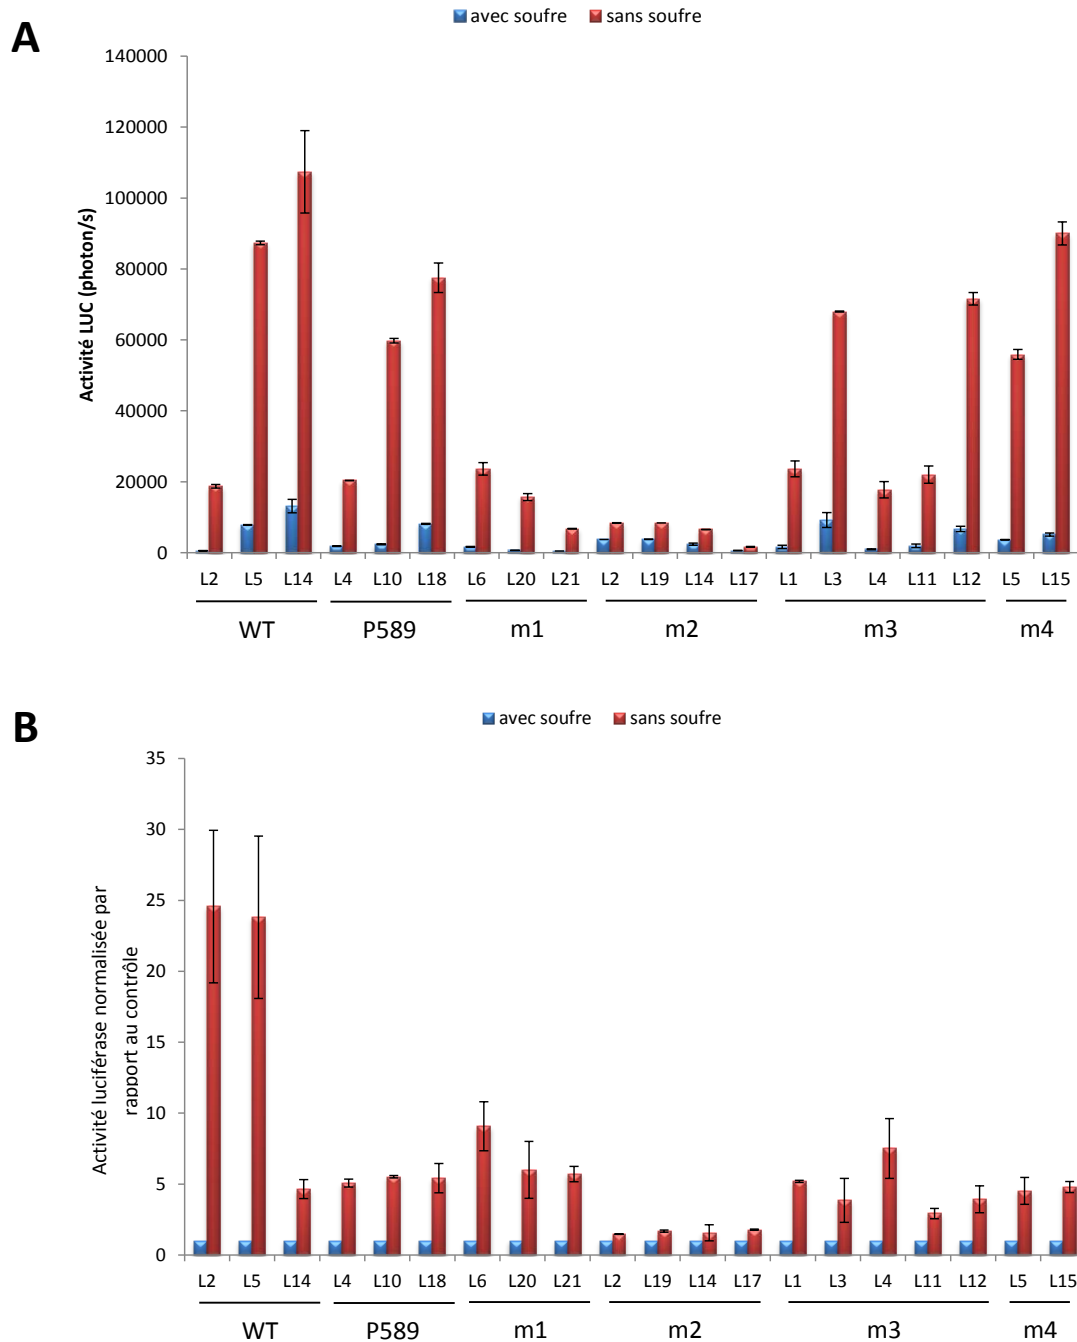 A
avec soufre sans soufre
Activité LUC (photon/s)
140000
120000
100000
80000
60000
40000
20000
0
L2 L5 L14 L4 L10 L18 L6 L20 L21 L2 L19 L14 L17 L1 L3 L4 L11 L12 L5 L15
WT P589 m1 m2 m3 m4
B
avec soufre sans soufre
Activité luciférase normalisée par
rapport au contrôle
35
30
25
20
15
10
5
0
L2 L5 L14 L4 L10 L18 L6 L20 L21 L2 L19 L14 L17 L1 L3 L4 L11 L12 L5 L15
WT P589 m1 m2 m3 m4